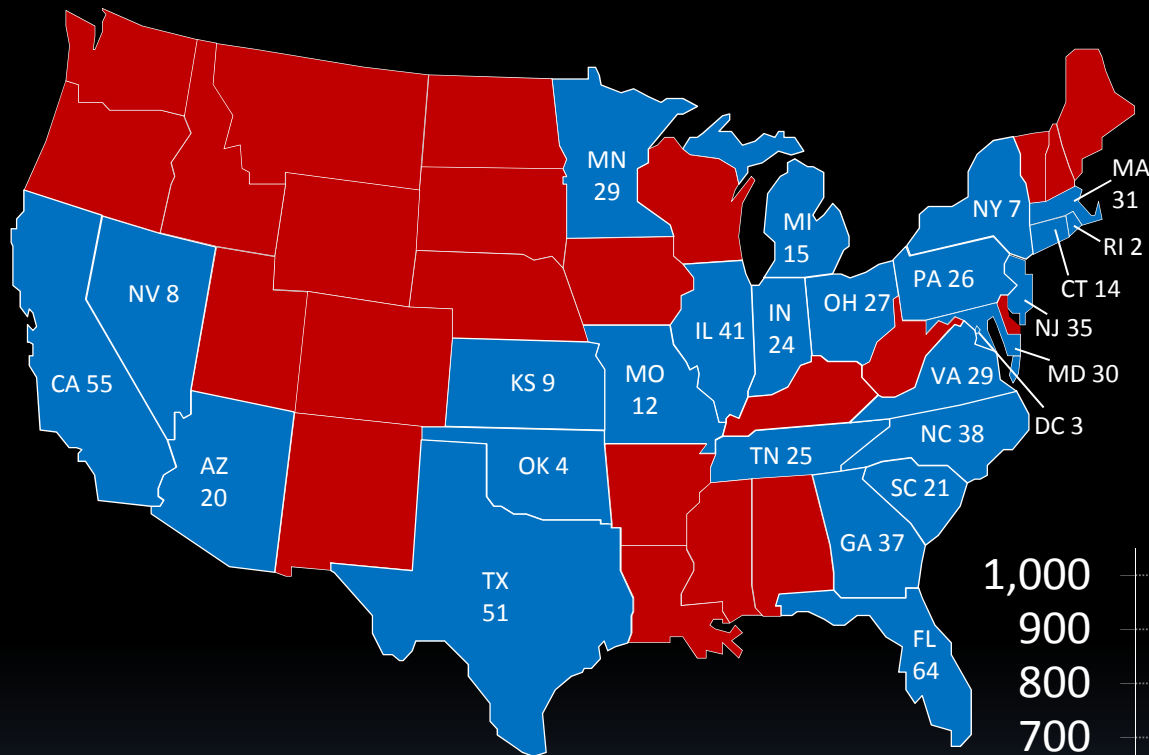 MN
29
MA
31
NY 7
MI
15
RI 2
NV 8
PA 26
CT 14
OH 27
IN
24
IL 41
NJ 35
CA 55
KS 9
MO
12
VA 29
MD 30
DC 3
NC 38
TN 25
AZ
20
OK 4
SC 21
GA 37
TX
51
1,000
900
FL
64
800
700